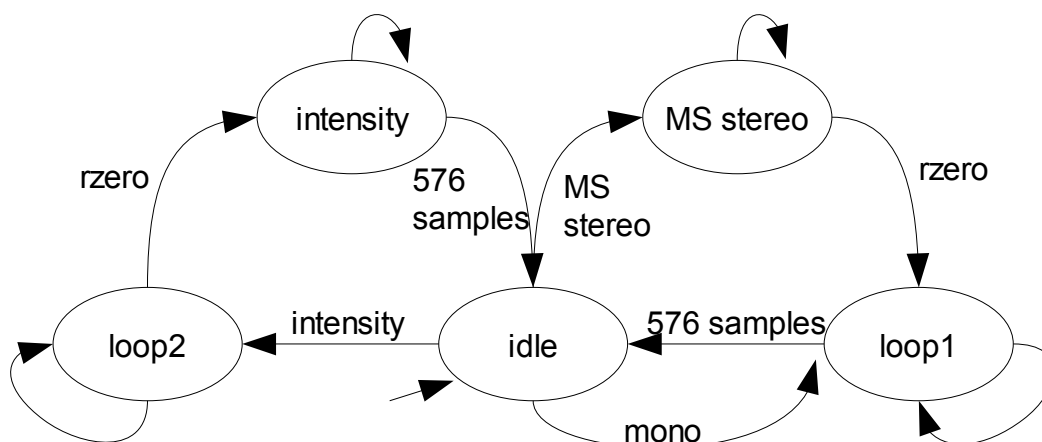 intensity
MS stereo
rzero
576
samples
MS
stereo
rzero
intensity
576 samples
loop2
idle
loop1
mono